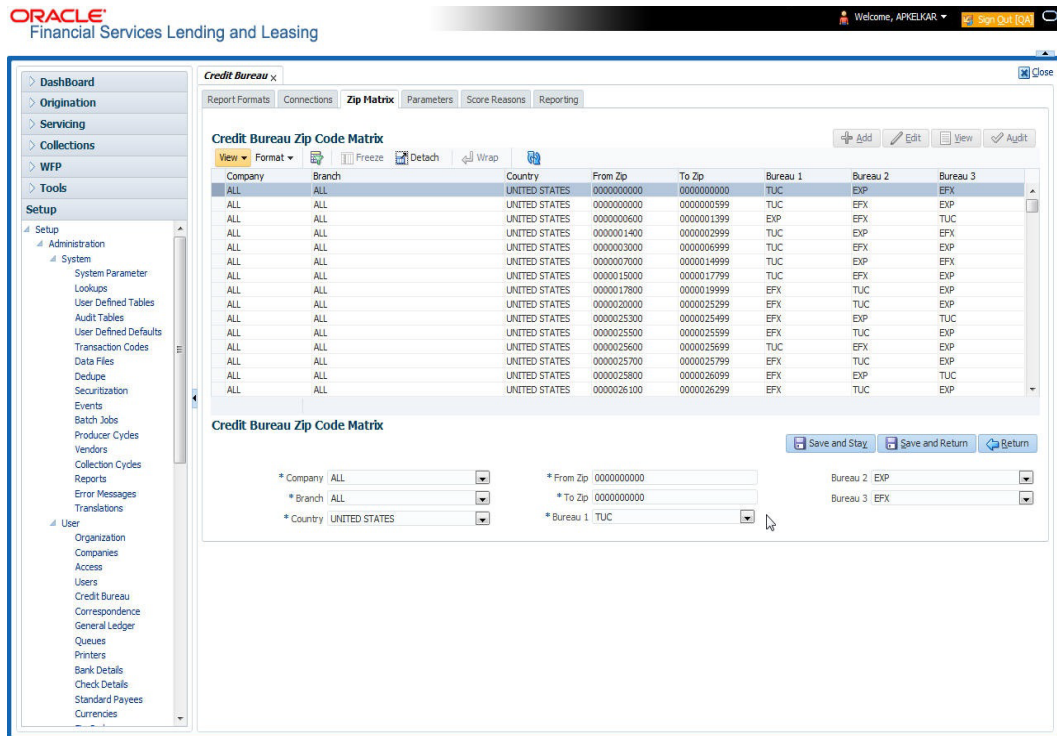 ORACLE'
Financial Services Lending and Leasing
Welcome, APKELKAR
Sign Out [QA]
DashBoard
Origination
Servicing
Collections
WFP
Tools
Setup
Setup
Administration
System
System Parameter
Lookups
User Defined Tables
Audit Tables
User Defined Defaults
Transaction Codes
Data Files
Dedupe
Securitization
Events
Batch Jobs
Producer Cycles
Vendors
Collection Cycles
Reports
Error Messages
Translations
User
Organization
Companies
Access
Users
Credit Bureau
Correspondence
General Ledger
Queues
Printers
Bank Details
Check Details
Standard Payees
Currencies
Credit Bureau x
Close
Report Formats Connections Zip Matrix Parameters Score Reasons Reporting
Credit Bureau Zip Code Matrix
Add Edit View Audit
View Format Freeze Detach Wrap
Company Branch Country From Zip To Zip Bureau 1 Bureau 2 Bureau 3
ALL ALL UNITED STATES 0000000000 0000000000 TUC EXP EFX
ALL ALL UNITED STATES 0000000000 0000000599 TUC EFX EXP
ALL ALL UNITED STATES 0000000600 0000001399 EXP EFX TUC
ALL ALL UNITED STATES 0000001400 0000002999 TUC EXP EFX
ALL ALL UNITED STATES 0000003000 0000006999 TUC EFX EXP
ALL ALL UNITED STATES 0000007000 0000014999 TUC EXP EFX
ALL ALL UNITED STATES 0000015000 0000017799 TUC EFX EXP
ALL ALL UNITED STATES 0000017800 0000019999 EFX TUC EXP
ALL ALL UNITED STATES 0000020000 0000025299 EFX TUC EXP
ALL ALL UNITED STATES 0000025300 0000025499 EFX EXP TUC
ALL ALL UNITED STATES 0000025500 0000025599 EFX TUC EXP
ALL ALL UNITED STATES 0000025600 0000025699 TUC EFX EXP
ALL ALL UNITED STATES 0000025700 0000025799 EFX TUC EXP
ALL ALL UNITED STATES 0000025800 0000026099 EFX EXP TUC
ALL ALL UNITED STATES 0000026100 0000026299 EFX TUC EXP
Credit Bureau Zip Code Matrix
Save and Stay Save and Return Return
* Company ALL * From Zip 0000000000 Bureau 2 EXP
* Branch ALL * To Zip 0000000000 Bureau 3 EFX
* Country UNITED STATES * Bureau 1 TUC